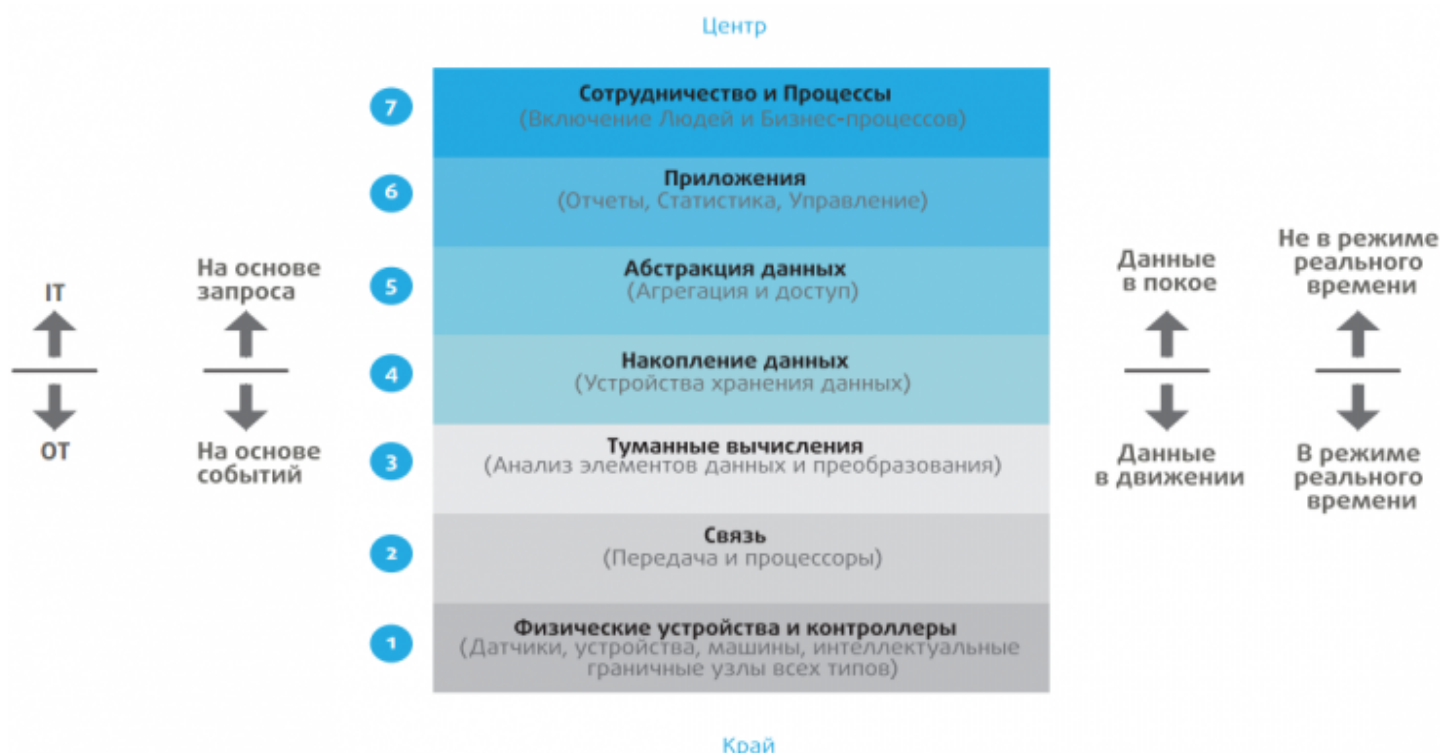 Центр
7
Сотрудничество и Процессы
(Включение Людей и Бизнес-процессов)
6
Приложения
(Отчеты, Статистика, Управление)
5
Абстракция данных
(Агрегация и доступ)
4
Накопление данных
(Устройства хранения данных)
3
Туманные вычисления
(Анализ элементов данных и преобразования)
2
Связь
(Передача и процессоры)
1
Физические устройства и контроллеры
(Датчики, устройства, машины, интеллектуальные
граничные узлы всех типов)
Край
IT
OT
На основе
запроса
На основе
событий
Данные
в покое
Данные
в движении
Не в режиме
реального
времени
В режиме
реального
времени